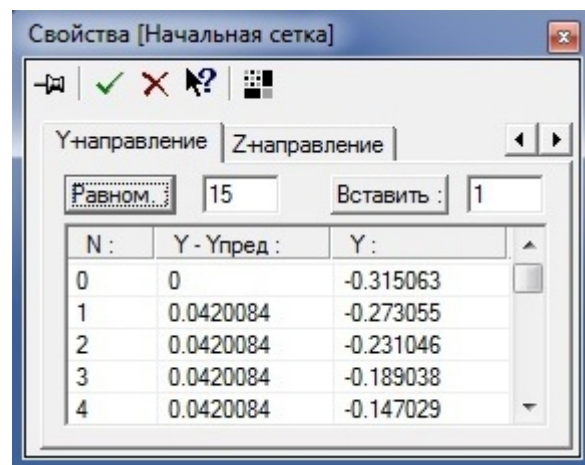 Свойства [Начальная сетка]
Y-направление Z-направление
Равном. : 15 Вставить : 1
N : Y - Yпред : Y :
0 0 -0.315063
1 0.0420084 -0.273055
2 0.0420084 -0.231046
3 0.0420084 -0.189038
4 0.0420084 -0.147029